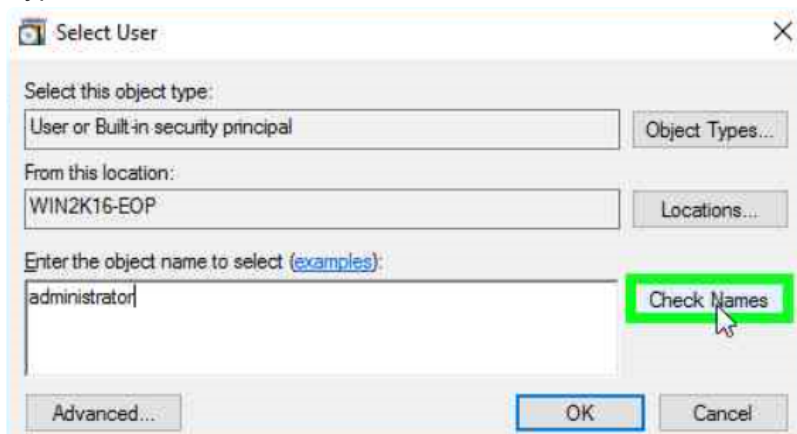 Select User
Select this object type:
User or Built-in security principal
Object Types...
From this location:
WIN2K16-EOP
Locations...
Enter the object name to select (examples):
administrator
Check Names
Advanced...
OK
Cancel